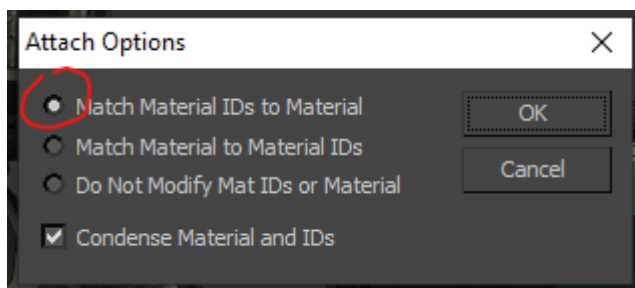 Attach Options
Match Material IDs to Material
OK
Match Material to Material IDs
Cancel
Do Not Modify Mat IDs or Material
Condense Material and IDs